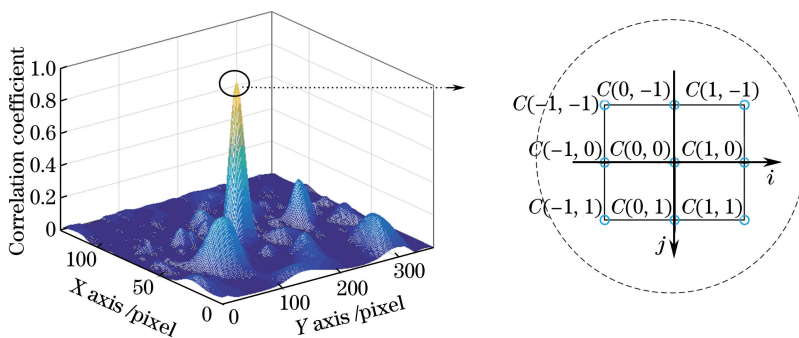 Correlation coefficient
1.0
0.8
0.6
0.4
0.2
0
100
50
0
X axis /pixel
0
100
200
300
Y axis /pixel
C(−1, −1) C(0, −1) C(1, −1)
C(−1, 0) C(0, 0) C(1, 0)
i
C(−1, 1) C(0, 1) C(1, 1)
j